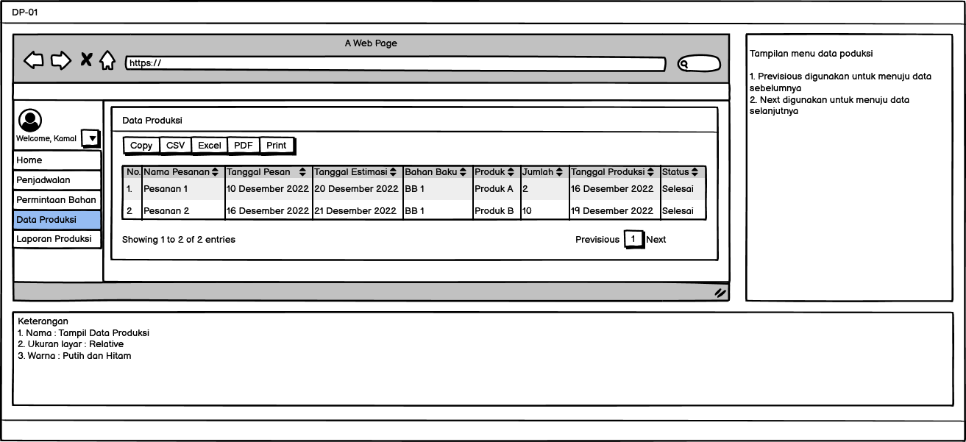 DP-01
A Web Page
https://
Welcome, Kamal
Home
Penjadwalan
Permintaan Bahan
Data Produksi
Laporan Produksi
Data Produksi
Copy CSV Excel PDF Print
No. Nama Pesanan Tanggal Pesan Tanggal Estimasi Bahan Baku Produk Jumlah Tanggal Produksi Status
1. Pesanan 1 10 Desember 2022 20 Desember 2022 BB 1 Produk A 2 16 Desember 2022 Selesai
2 Pesanan 2 16 Desember 2022 21 Desember 2022 BB 1 Produk B 10 19 Desember 2022 Selesai
Showing 1 to 2 of 2 entries
Previsious 1 Next
Tampilan menu data poduksi
1. Previsious digunakan untuk menuju data
sebelumnya
2. Next digunakan untuk menuju data
selanjutnya
Keterangan
1. Nama : Tampil Data Produksi
2. Ukuran layar : Relative
3. Warna : Putih dan Hitam